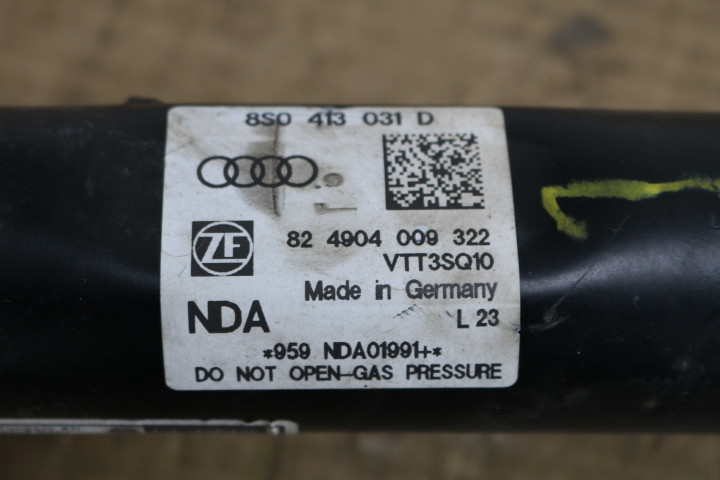 8S0 413 031 D
ZF
82 4904 009 322
VTT3SQ10
Made in Germany
NDA
L 23
*959 NDA01991+*
DO NOT OPEN-GAS PRESSURE